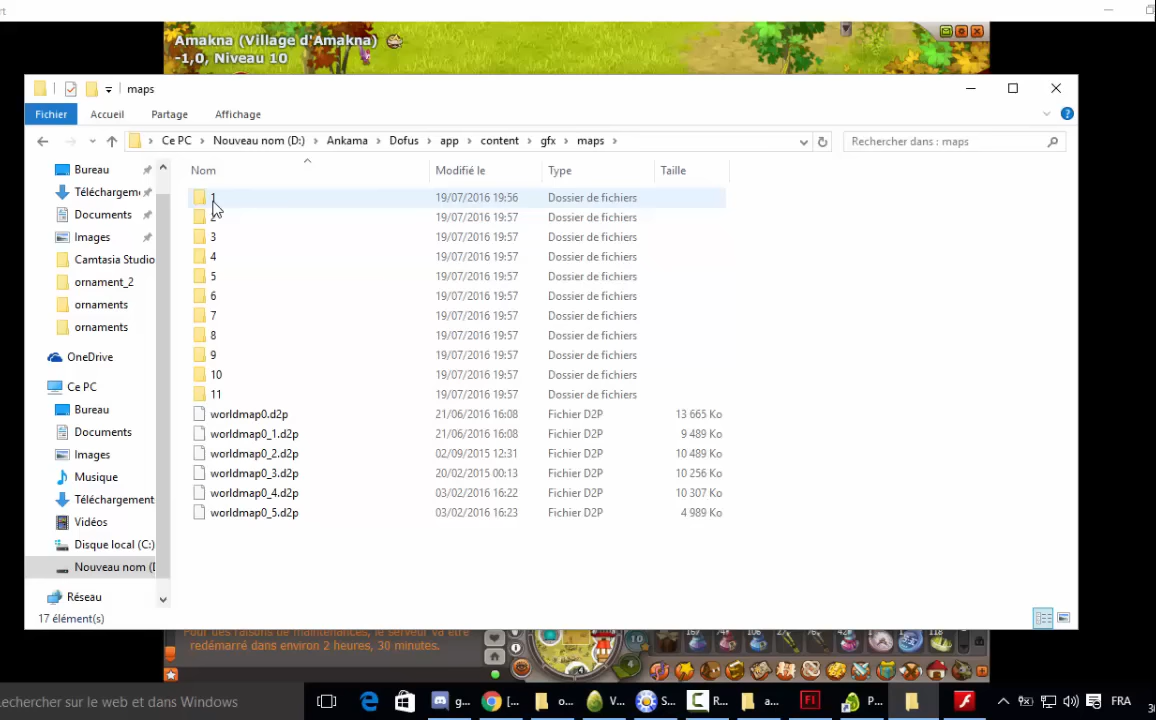 rt
Amakna (Village d'Amakna)
-1,0, Niveau 10
maps
Fichier Accueil Partage Affichage
Ce PC > Nouveau nom (D:) > Ankama > Dofus > app > content > gfx > maps >
Rechercher dans : maps
Nom Modifié le Type Taille
1 19/07/2016 19:56 Dossier de fichiers
2 19/07/2016 19:57 Dossier de fichiers
3 19/07/2016 19:57 Dossier de fichiers
4 19/07/2016 19:57 Dossier de fichiers
5 19/07/2016 19:57 Dossier de fichiers
6 19/07/2016 19:57 Dossier de fichiers
7 19/07/2016 19:57 Dossier de fichiers
8 19/07/2016 19:57 Dossier de fichiers
9 19/07/2016 19:57 Dossier de fichiers
10 19/07/2016 19:57 Dossier de fichiers
11 19/07/2016 19:57 Dossier de fichiers
worldmap0.d2p 21/06/2016 16:08 Fichier D2P 13 665 Ko
worldmap0_1.d2p 21/06/2016 16:08 Fichier D2P 9 489 Ko
worldmap0_2.d2p 02/09/2015 12:31 Fichier D2P 10 489 Ko
worldmap0_3.d2p 20/02/2015 00:13 Fichier D2P 10 256 Ko
worldmap0_4.d2p 03/02/2016 16:22 Fichier D2P 10 307 Ko
worldmap0_5.d2p 03/02/2016 16:23 Fichier D2P 4 989 Ko
Bureau
Téléchargem
Documents
Images
Camtasia Studio
ornament_2
ornaments
ornaments
OneDrive
Ce PC
Bureau
Documents
Images
Musique
Téléchargement
Vidéos
Disque local (C:)
Nouveau nom (D
Réseau
17 élément(s)
Pour des raisons de maintenances, le serveur va être
redémarré dans environ 2 heures, 30 minutes.
echercher sur le web et dans Windows
g... [... o... V... S... R... a... P... FRA